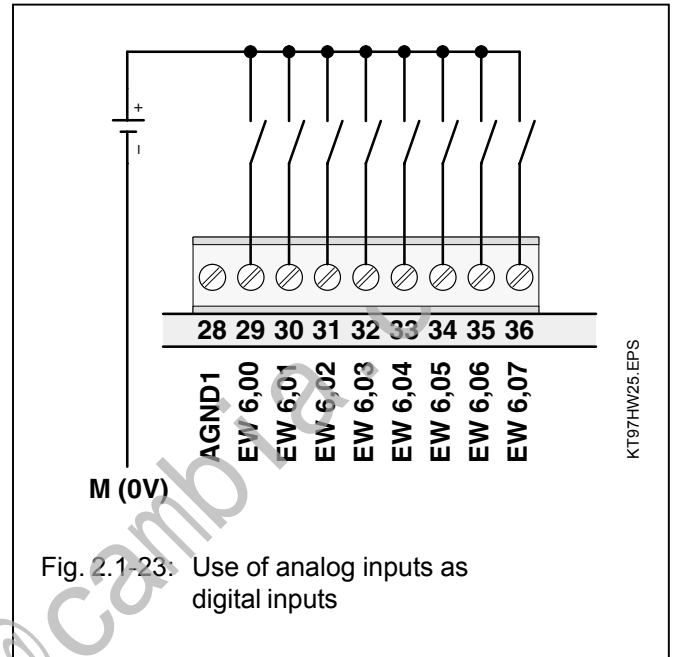 +
–
28 29 30 31 32 33 34 35 36
AGND1
EW 6,00
EW 6,01
EW 6,02
EW 6,03
EW 6,04
EW 6,05
EW 6,06
EW 6,07
KT97HW25.EPS
M (0V)
Fig. 2.1-23: Use of analog inputs as
digital inputs
@cambia.